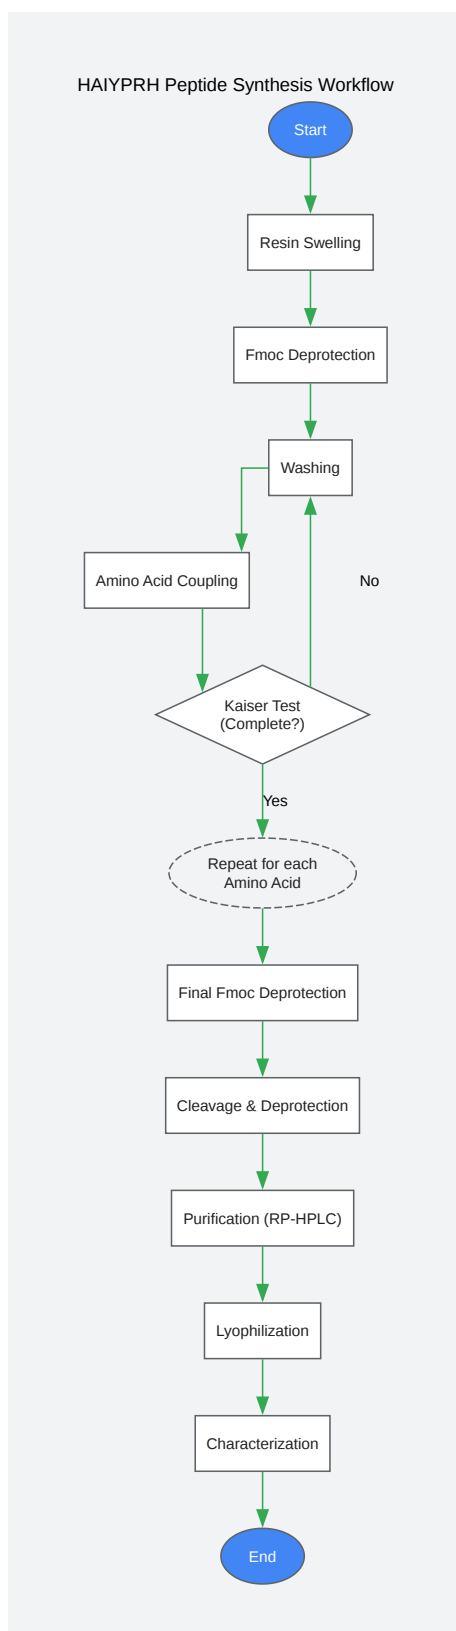 HAIYPRH Peptide Synthesis Workflow
Start
Resin Swelling
Fmoc Deprotection
Washing
Amino Acid Coupling
No
Kaiser Test
(Complete?)
Yes
Repeat for each
Amino Acid
Final Fmoc Deprotection
Cleavage & Deprotection
Purification (RP-HPLC)
Lyophilization
Characterization
End